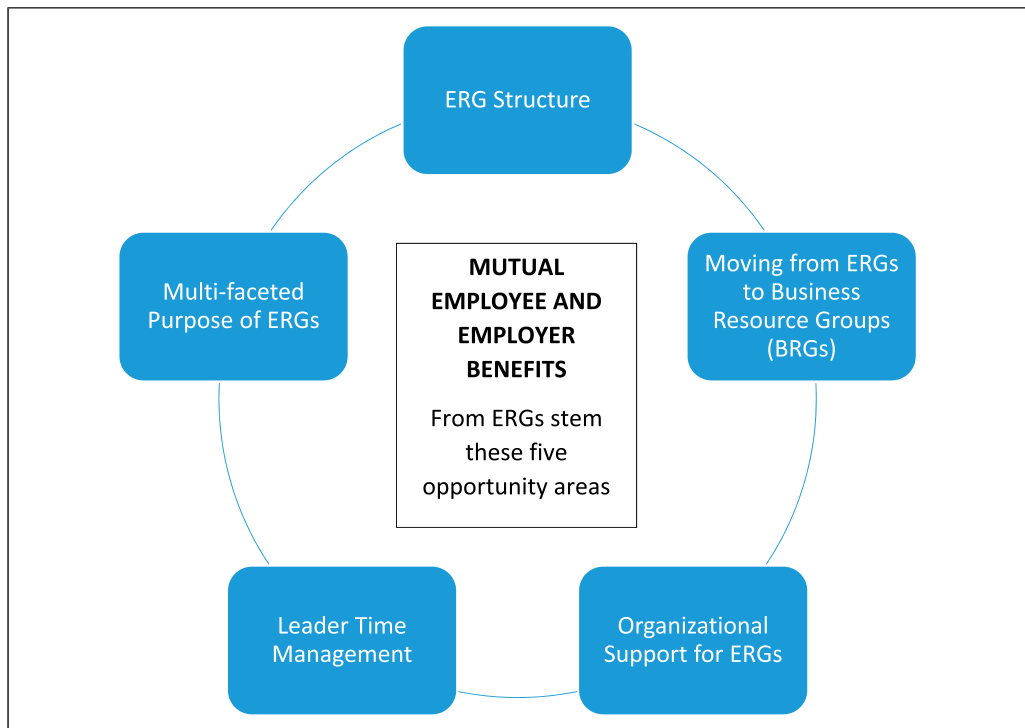 ERG Structure
Multi-faceted
Purpose of ERGs
MUTUAL
EMPLOYEE AND
EMPLOYER
BENEFITS
From ERGs stem
these five
opportunity areas
Moving from ERGs
to Business
Resource Groups
(BRGs)
Leader Time
Management
Organizational
Support for ERGs